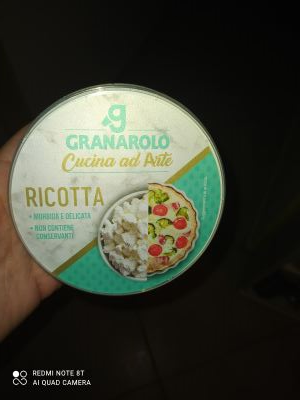 g
GRANAROLO
Cucina ad Arte
RICOTTA
• MORBIDA E DELICATA
• NON CONTIENE
CONSERVANTI
REDMI NOTE 8T
AI QUAD CAMERA